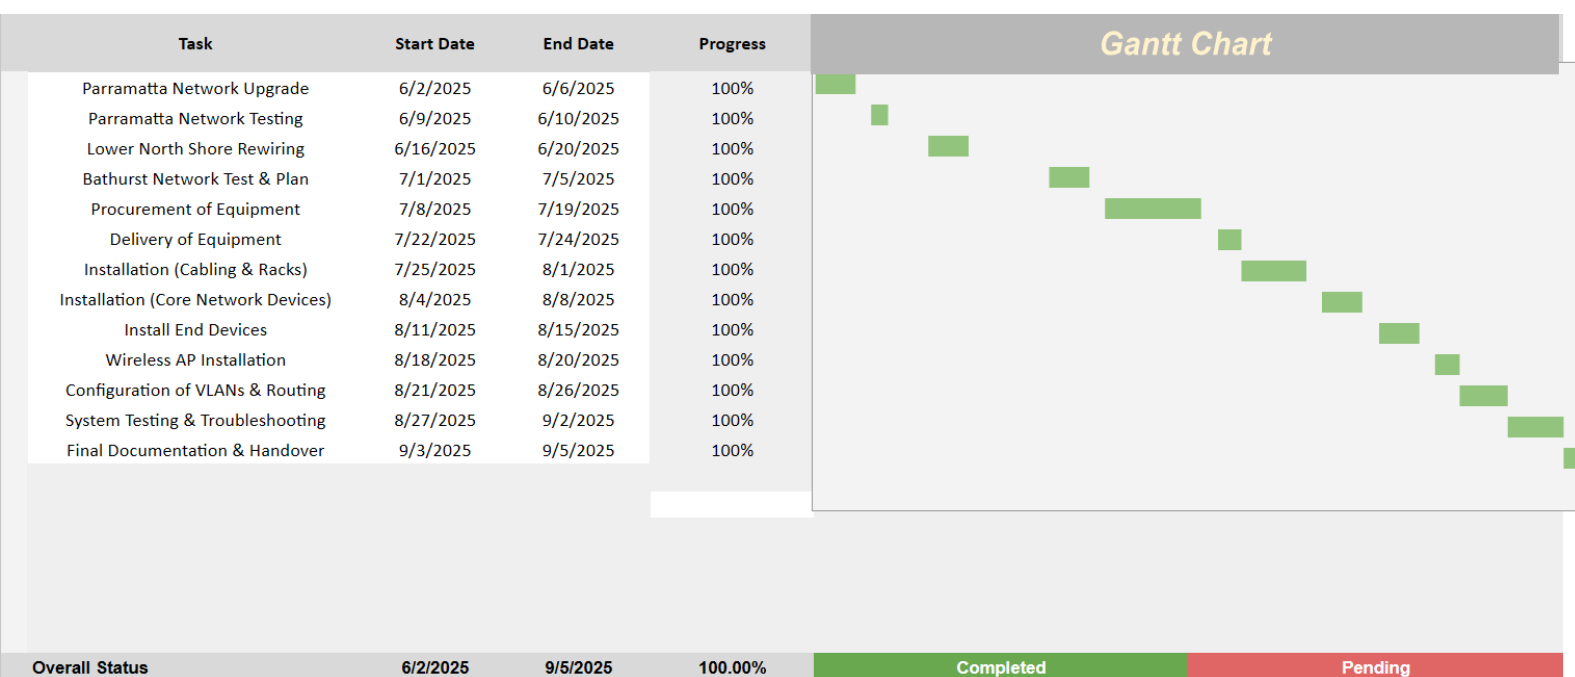 Task Start Date End Date Progress Gantt Chart
Parramatta Network Upgrade 6/2/2025 6/6/2025 100%
Parramatta Network Testing 6/9/2025 6/10/2025 100%
Lower North Shore Rewiring 6/16/2025 6/20/2025 100%
Bathurst Network Test & Plan 7/1/2025 7/5/2025 100%
Procurement of Equipment 7/8/2025 7/19/2025 100%
Delivery of Equipment 7/22/2025 7/24/2025 100%
Installation (Cabling & Racks) 7/25/2025 8/1/2025 100%
Installation (Core Network Devices) 8/4/2025 8/8/2025 100%
Install End Devices 8/11/2025 8/15/2025 100%
Wireless AP Installation 8/18/2025 8/20/2025 100%
Configuration of VLANs & Routing 8/21/2025 8/26/2025 100%
System Testing & Troubleshooting 8/27/2025 9/2/2025 100%
Final Documentation & Handover 9/3/2025 9/5/2025 100%
Overall Status 6/2/2025 9/5/2025 100.00% Completed Pending